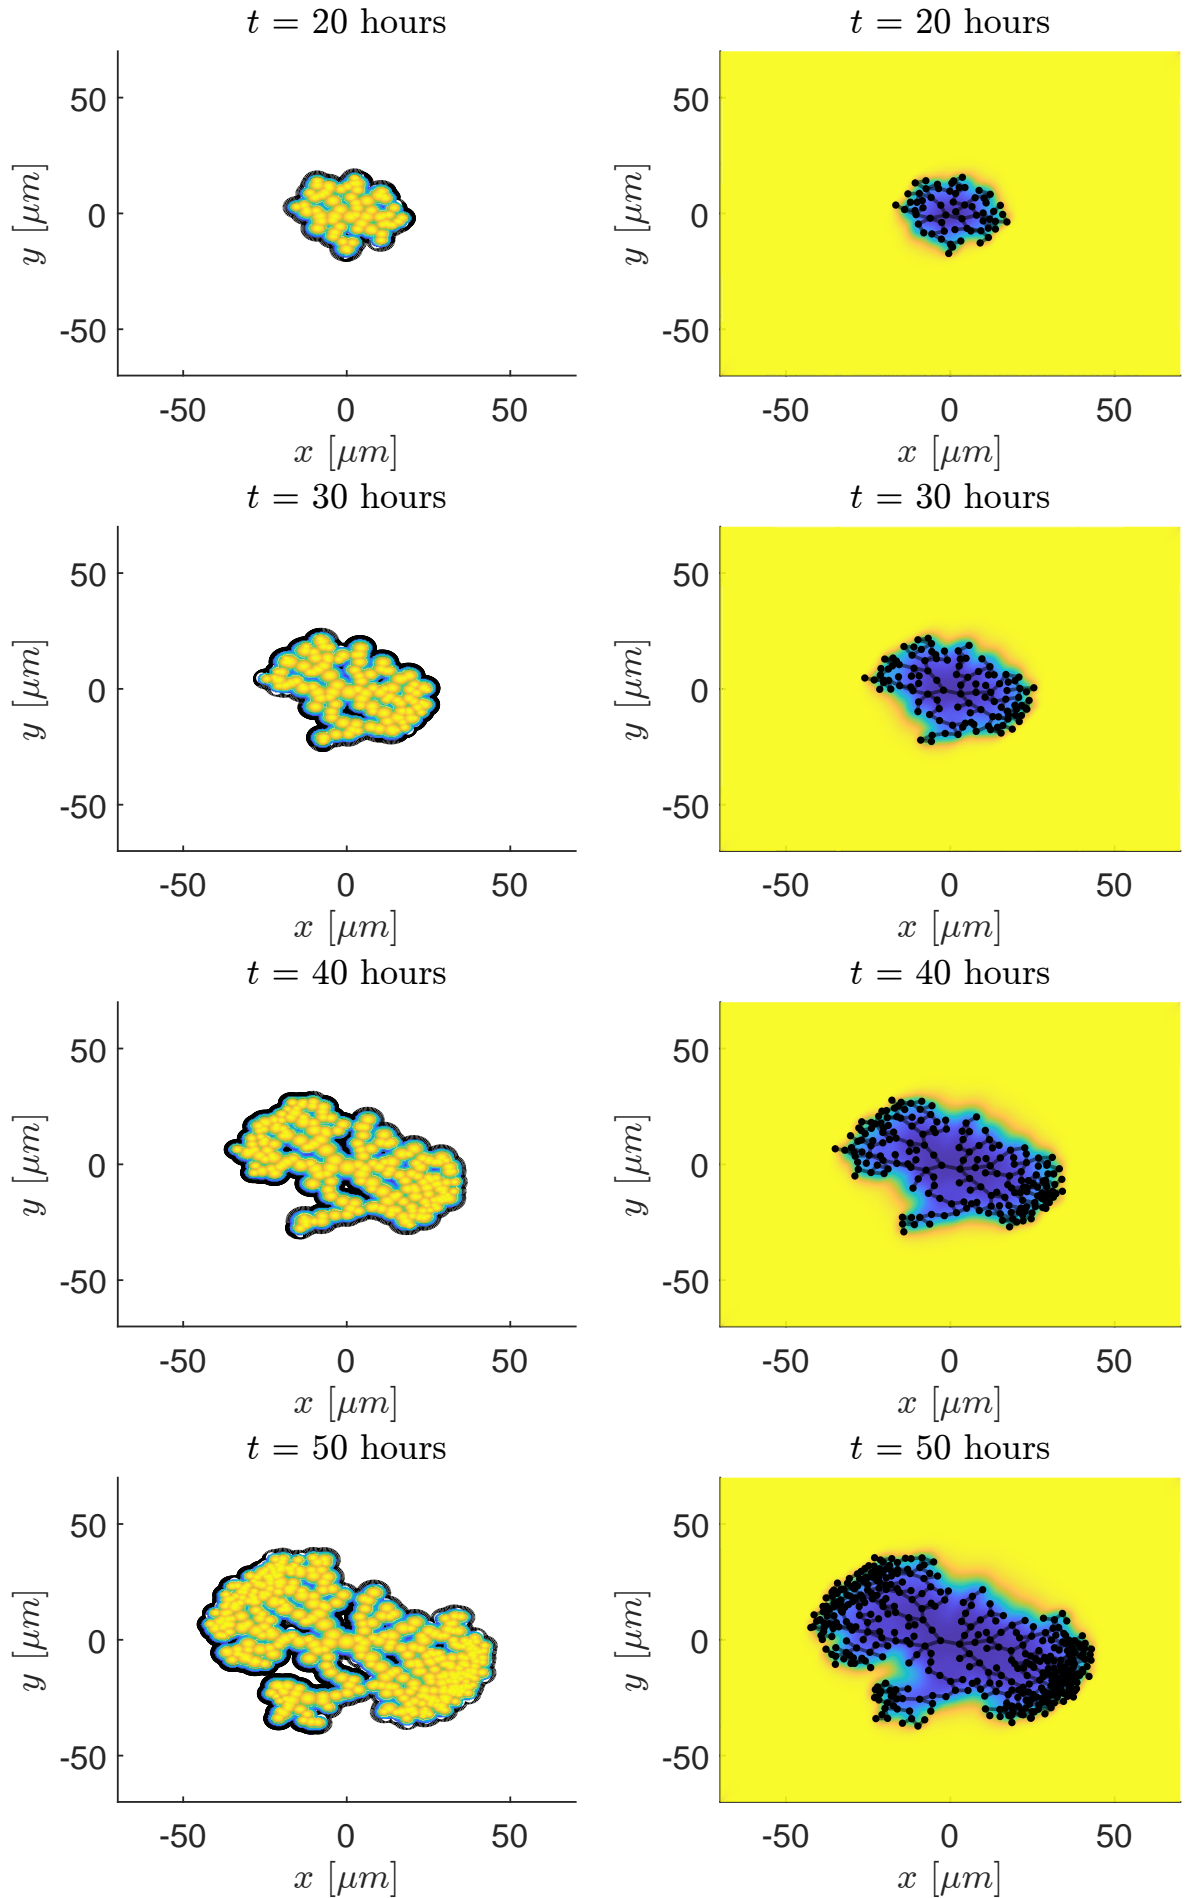 t = 20 hours
t = 20 hours
50
0
-50
y [μm]
-50 0 50
x [μm]
50
0
-50
y [μm]
-50 0 50
x [μm]
t = 30 hours
t = 30 hours
50
0
-50
y [μm]
-50 0 50
x [μm]
50
0
-50
y [μm]
-50 0 50
x [μm]
t = 40 hours
t = 40 hours
50
0
-50
y [μm]
-50 0 50
x [μm]
50
0
-50
y [μm]
-50 0 50
x [μm]
t = 50 hours
t = 50 hours
50
0
-50
y [μm]
-50 0 50
x [μm]
50
0
-50
y [μm]
-50 0 50
x [μm]